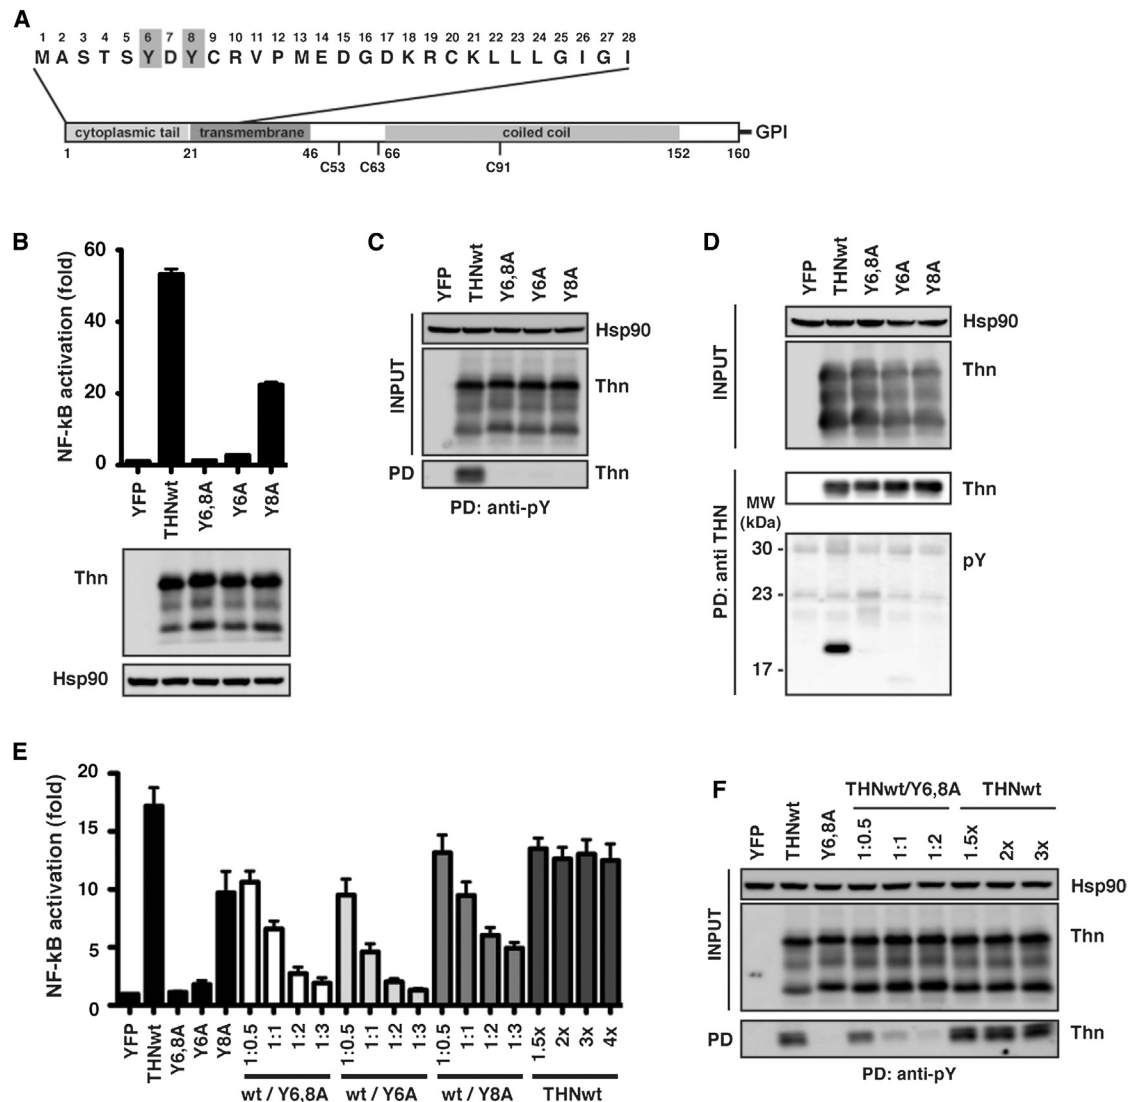 A
1 2 3 4 5 6 7 8 9 10 11 12 13 14 15 16 17 18 19 20 21 22 23 24 25 26 27 28
M A S T S Y D Y C R V P M E D G D K R C K L L L G I G I
cytoplasmic tail transmembrane coiled coil GPI
1 21 46 66 152 160
C53 C63 C91
B
NF-kB activation (fold)
60
40
20
0
YFP THNwt Y6,8A Y6A Y8A
Thn
Hsp90
C
YFP THNwt Y6,8A Y6A Y8A
INPUT
Hsp90
Thn
PD Thn
PD: anti-pY
D
YFP THNwt Y6,8A Y6A Y8A
INPUT
Hsp90
Thn
PD: anti THN
Thn
MW
(kDa)
30 - pY
23 -
17 -
E
NF-kB activation (fold)
20
15
10
5
0
YFP THNwt Y6,8A Y6A Y8A 1:0.5 1:1 1:2 1:3 1:0.5 1:1 1:2 1:3 1:0.5 1:1 1:2 1:3 1.5x 2x 3x 4x
wt / Y6,8A wt / Y6A wt / Y8A THNwt
F
THNwt/Y6,8A THNwt
YFP THNwt Y6,8A 1:0.5 1:1 1:2 1.5x 2x 3x
INPUT
Hsp90
Thn
PD Thn
PD: anti-pY